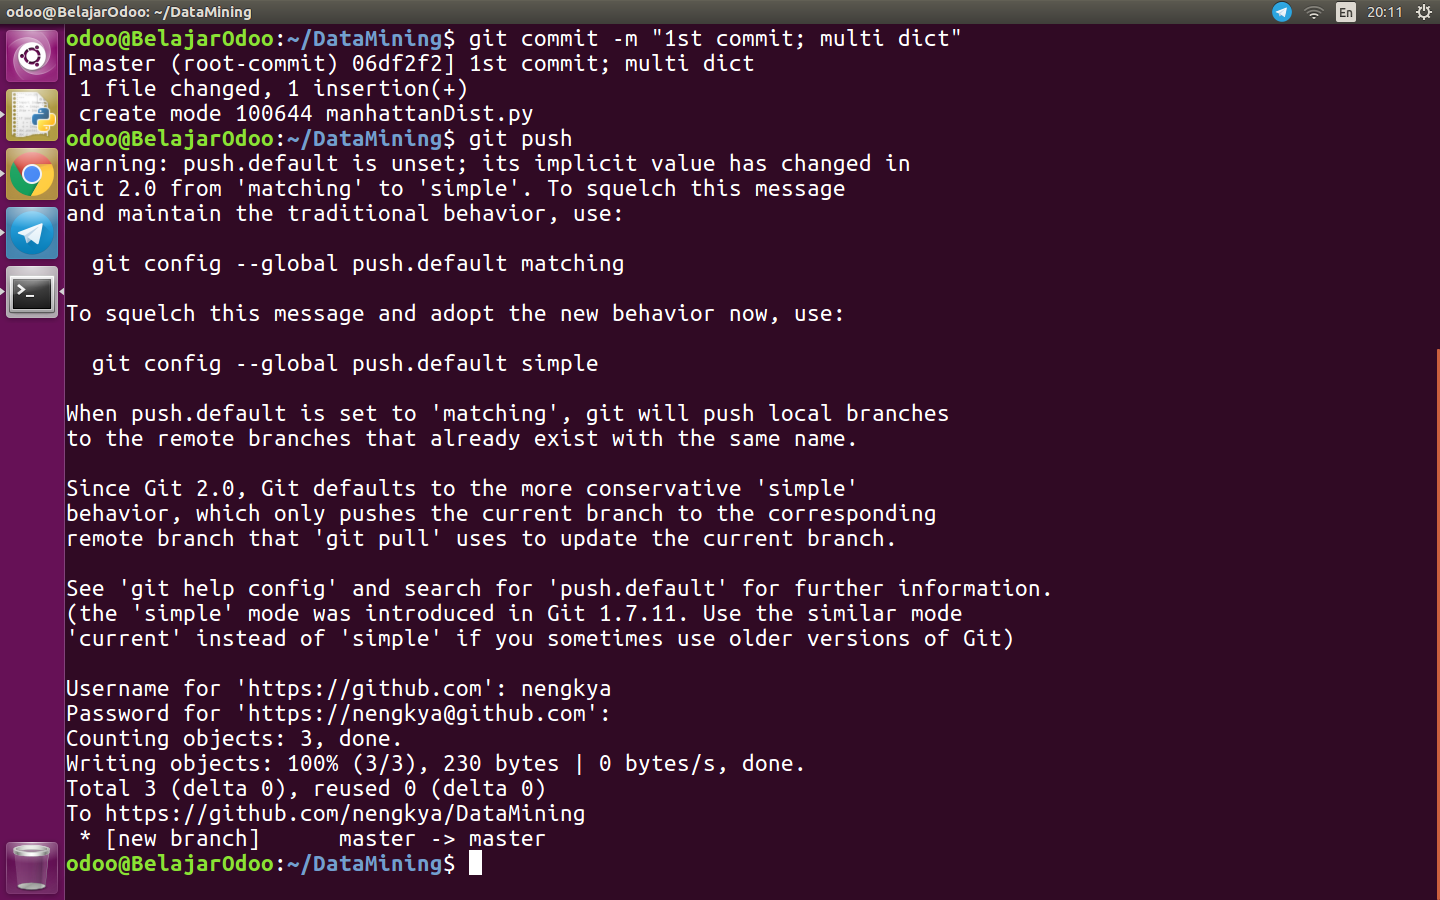 odoo@BelajarOdoo: ~/DataMining
En
20:11
odoo@BelajarOdoo:~/DataMining$ git commit -m "1st commit; multi dict"
[master (root-commit) 06df2f2] 1st commit; multi dict
 1 file changed, 1 insertion(+)
 create mode 100644 manhattanDist.py
odoo@BelajarOdoo:~/DataMining$ git push
warning: push.default is unset; its implicit value has changed in
Git 2.0 from 'matching' to 'simple'. To squelch this message
and maintain the traditional behavior, use:
  git config --global push.default matching
To squelch this message and adopt the new behavior now, use:
  git config --global push.default simple
When push.default is set to 'matching', git will push local branches
to the remote branches that already exist with the same name.
Since Git 2.0, Git defaults to the more conservative 'simple'
behavior, which only pushes the current branch to the corresponding
remote branch that 'git pull' uses to update the current branch.
See 'git help config' and search for 'push.default' for further information.
(the 'simple' mode was introduced in Git 1.7.11. Use the similar mode
'current' instead of 'simple' if you sometimes use older versions of Git)
Username for 'https://github.com': nengkya
Password for 'https://nengkya@github.com':
Counting objects: 3, done.
Writing objects: 100% (3/3), 230 bytes | 0 bytes/s, done.
Total 3 (delta 0), reused 0 (delta 0)
To https://github.com/nengkya/DataMining
 * [new branch]      master -> master
odoo@BelajarOdoo:~/DataMining$